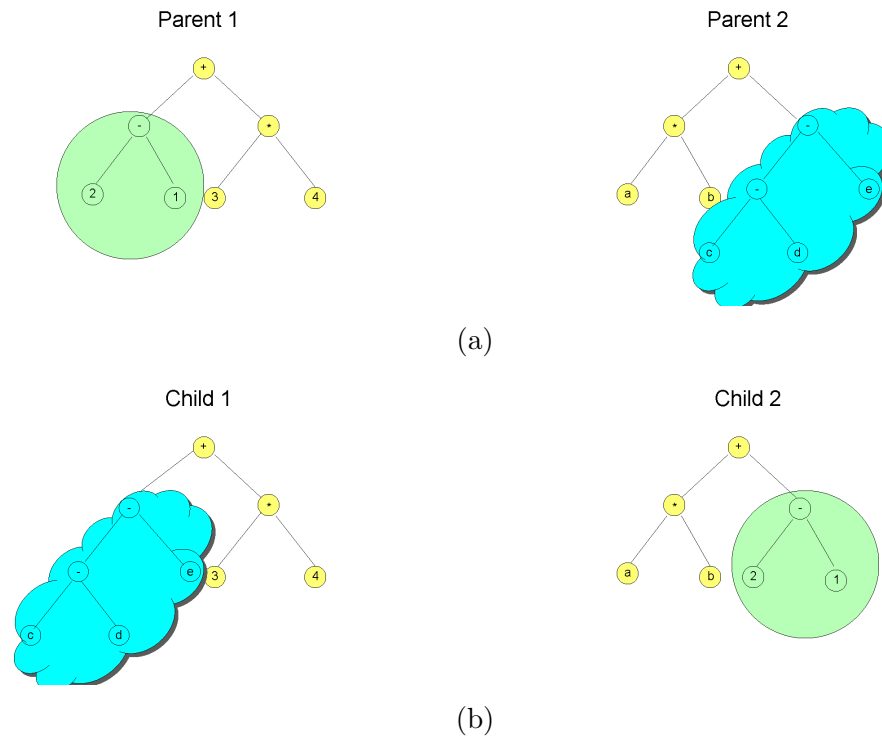 Parent 1 Parent 2
+ +
- * * -
2 1 3 4 a b - e
c d
(a)
Child 1 Child 2
+ +
- * * -
- e 3 4 a b 2 1
c d
(b)